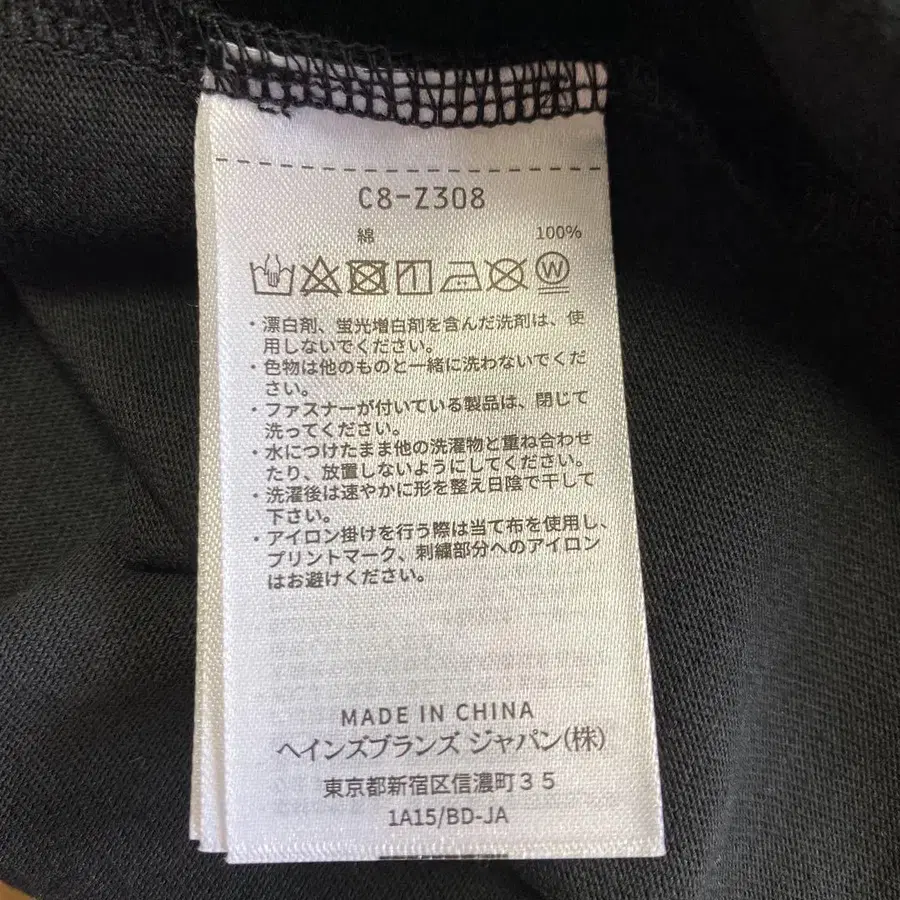 C8-Z308
綿 100%
W
・漂白剤、蛍光増白剤を含んだ洗剤は、使
用しないでください。
・色物は他のものと一緒に洗わないでくだ
さい。
・ファスナーが付いている製品は、閉じて
洗ってください。
・水につけたまま他の洗濯物と重ね合わせ
たり、放置しないようにしてください。
・洗濯後は速やかに形を整え日陰で干して
下さい。
・アイロン掛けを行う際は当て布を使用し、
プリントマーク、刺繍部分へのアイロン
はお避けください。
MADE IN CHINA
ヘインズブランズ ジャパン(株)
東京都新宿区信濃町３５
1A15/BD-JA